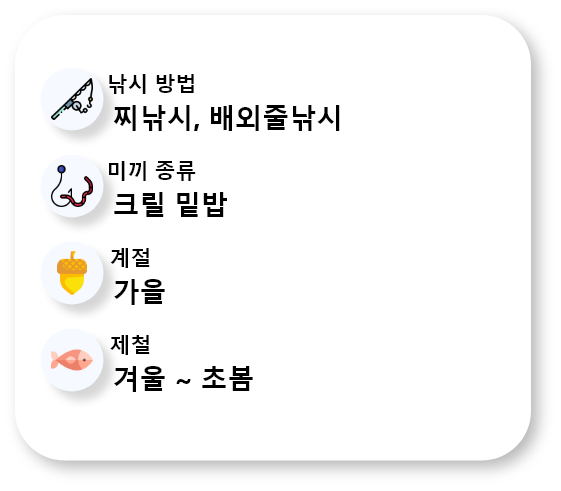 낚시 방법
찌낚시, 배외줄낚시
미끼 종류
크릴 밑밥
계절
가을
제철
겨울 ~ 초봄